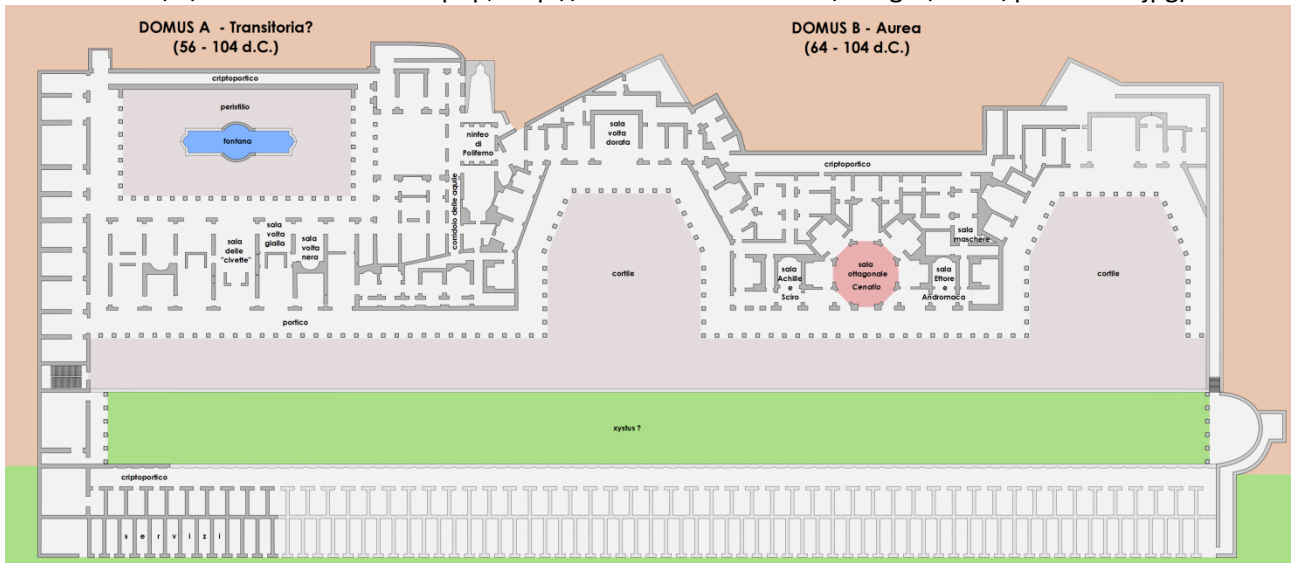 DOMUS A - Transitoria?
(56 - 104 d.C.)
DOMUS B - Aurea
(64 - 104 d.C.)
criptoportico
peristilio
fontana
ninfeo
di
Polifemo
sala
volta
dorata
criptoportico
corridoio delle aquile
sala
delle
"civette"
sala
volta
gialla
sala
volta
nera
portico
cortile
sala
Achille
e
Sciro
sala
ottagonale
Cenatio
sala
Ettore
e
Andromaca
sala
maschere
cortile
xystus ?
criptoportico
s e r v i z i